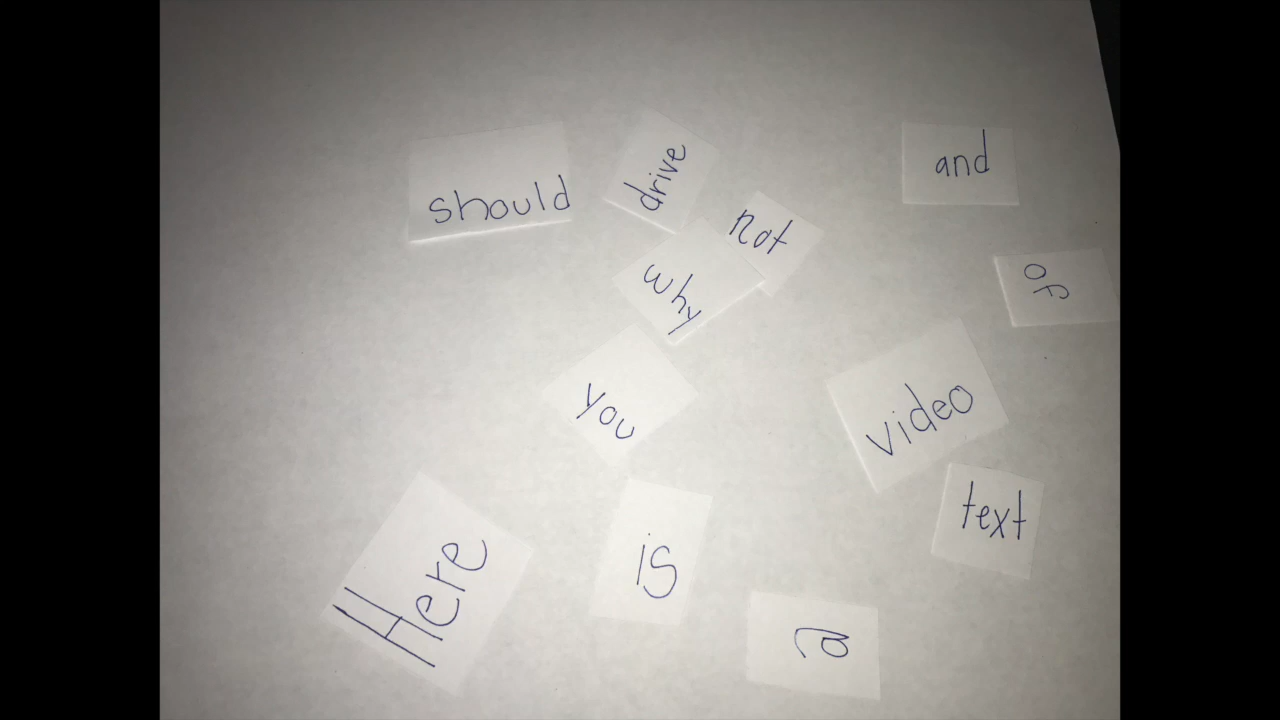 Here
is
a
video
of
why
you
should
not
text
and
drive